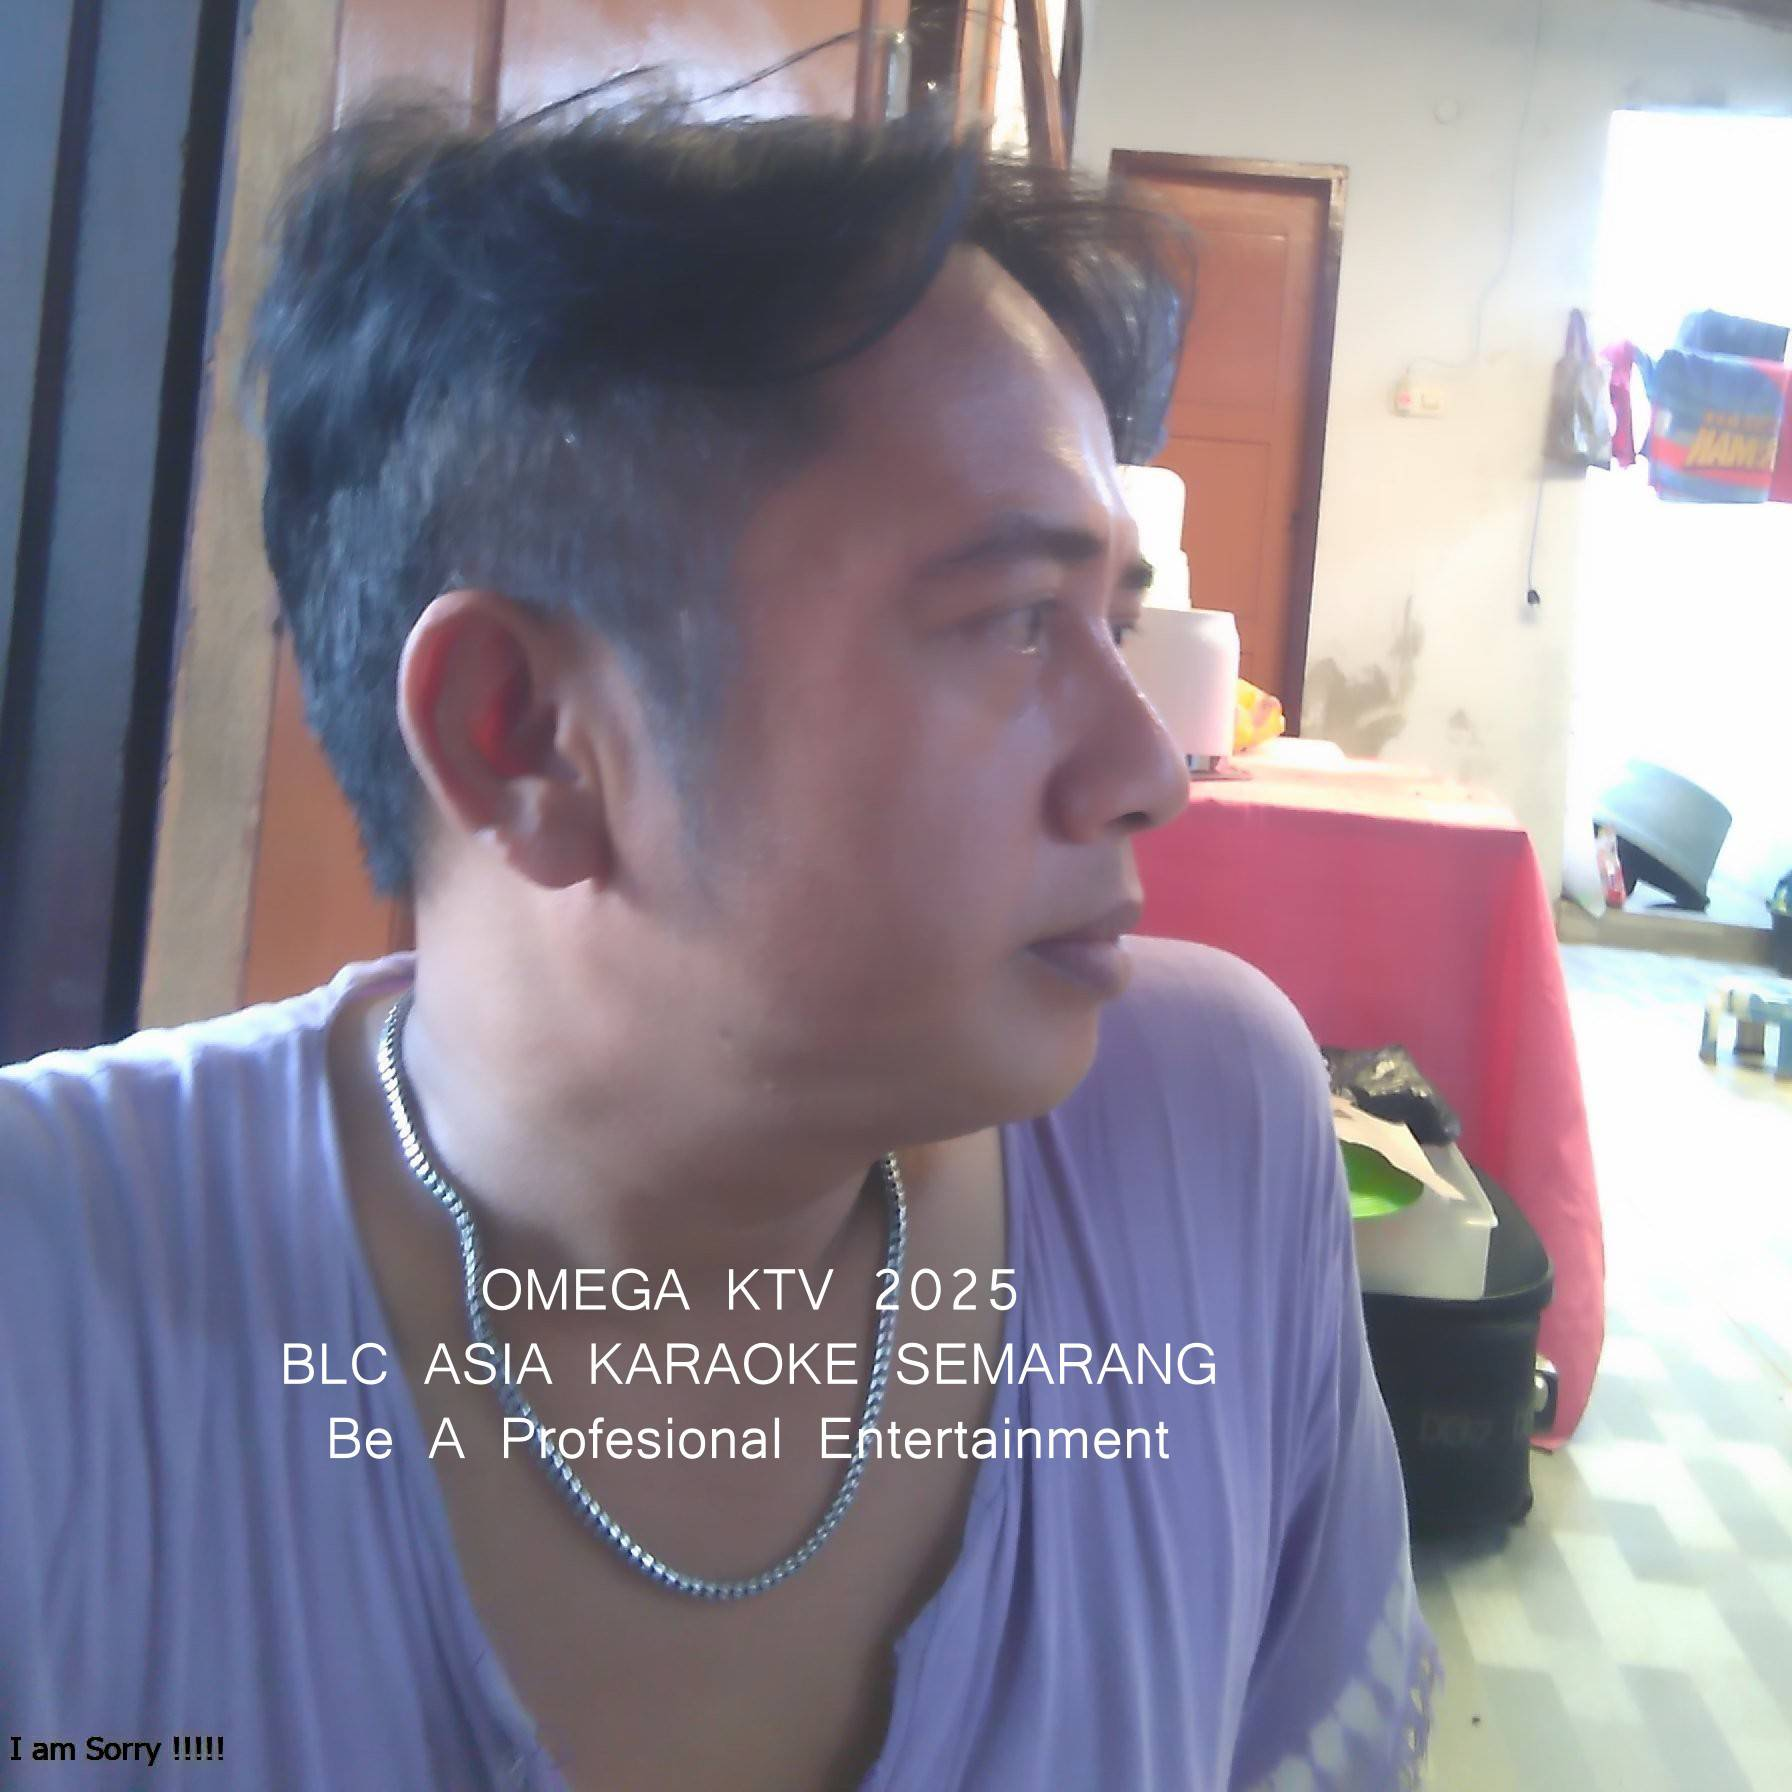 OMEGA KTV 2025
BLC ASIA KARAOKE SEMARANG
Be A Profesional Entertainment
I am Sorry !!!!!